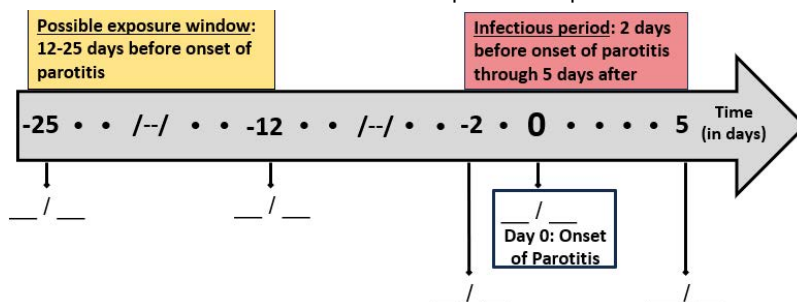 Possible exposure window:
12-25 days before onset of
parotitis
Infectious period: 2 days
before onset of parotitis
through 5 days after
-25 • • /--/ • • -12 • • /--/ • • -2 • 0 • • • • 5
Time
(in days)
__ / __
__ / __
__ / __
Day 0: Onset
of Parotitis
/
/